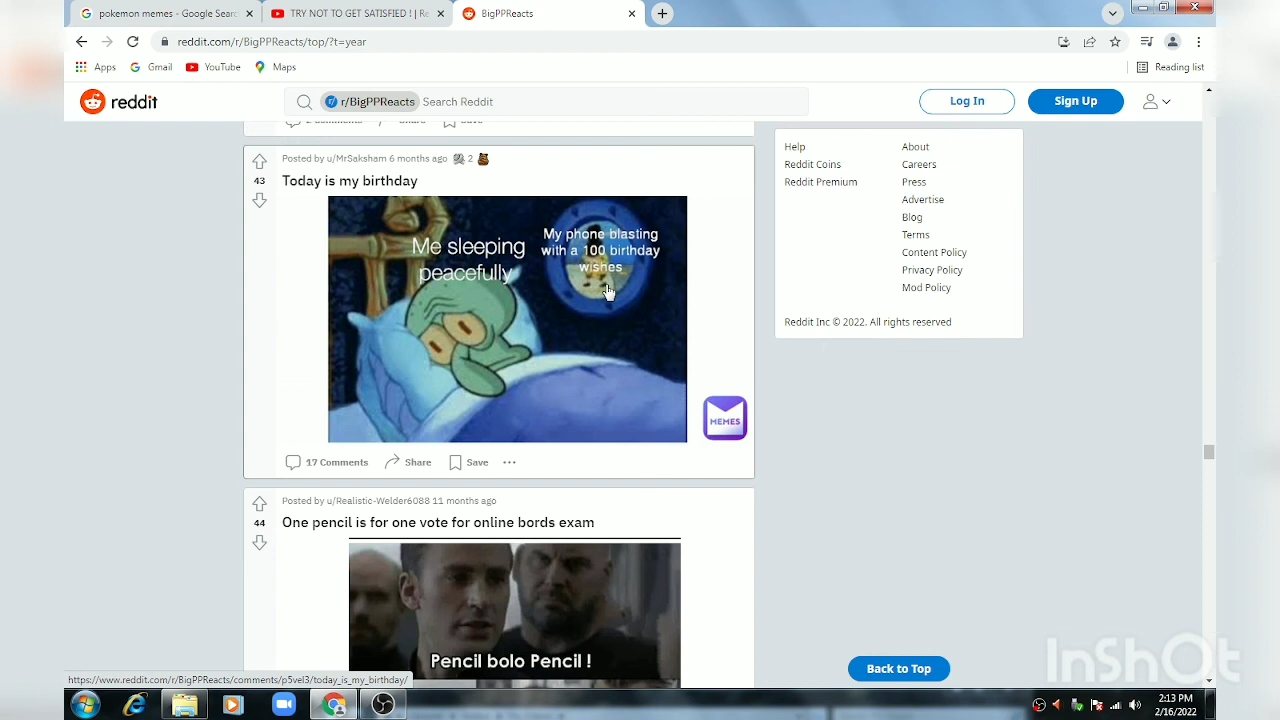 pokemon memes - Google Sear
TRY NOT TO GET SATISFIED ! | Re
BigPPReacts
reddit.com/r/BigPPReacts/top/?t=year
Apps
Gmail
YouTube
Maps
Reading list
reddit
r/BigPPReacts
Search Reddit
Log In
Sign Up
Posted by u/MrSaksham 6 months ago
2
43
Today is my birthday
Me sleeping
peacefully
My phone blasting
with a 100 birthday
wishes
MEMES
17 Comments
Share
Save
Posted by u/Realistic-Welder6088 11 months ago
44
One pencil is for one vote for online bords exam
Pencil bolo Pencil !
Help
About
Reddit Coins
Careers
Reddit Premium
Press
Advertise
Blog
Terms
Content Policy
Privacy Policy
Mod Policy
Reddit Inc © 2022. All rights reserved
Back to Top
InShOt
https://www.reddit.com/r/BigPPReacts/comments/p5vel3/today_is_my_birthday/
2:13 PM
2/16/2022